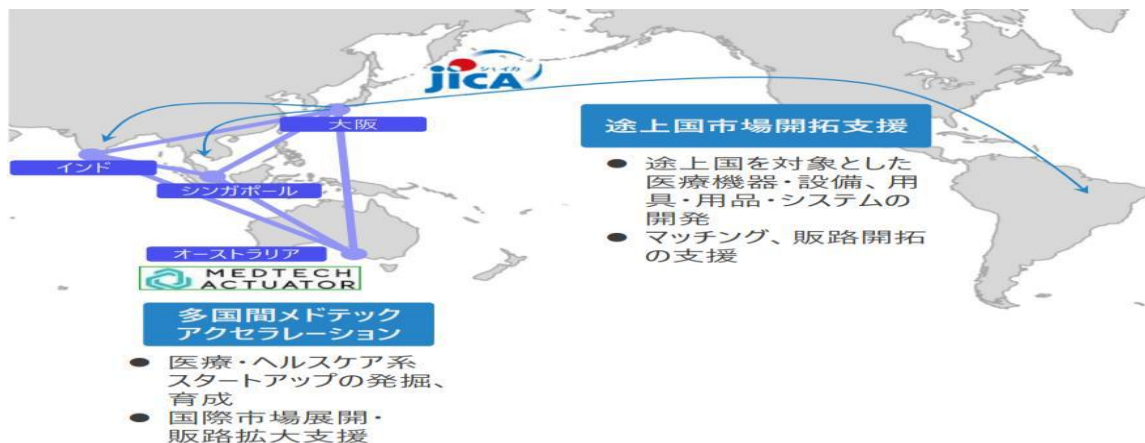 ジャイカ
JICA
大阪
インド
シンガポール
オーストラリア
MEDTECH
ACTUATOR
多国間メドテック
アクセラレーション
● 医療・ヘルスケア系
スタートアップの発掘、
育成
● 国際市場展開・
販路拡大支援
途上国市場開拓支援
● 途上国を対象とした
医療機器・設備、用
具・用品・システムの
開発
● マッチング、販路開拓
の支援